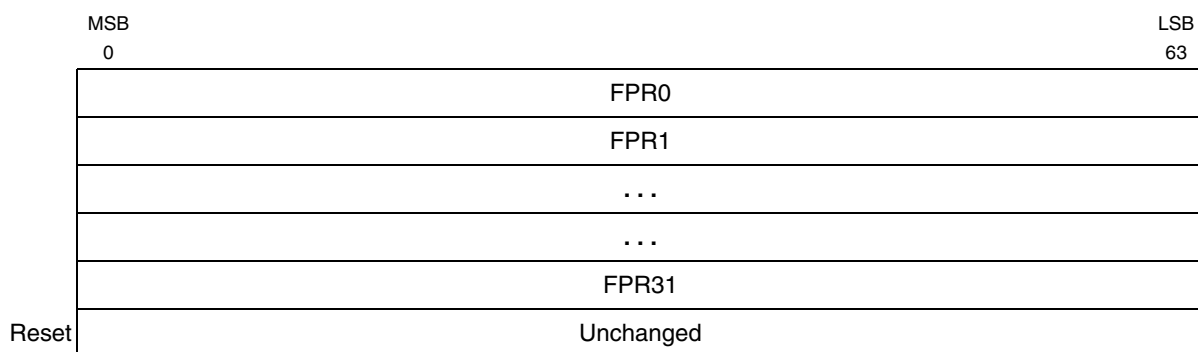 MSB LSB
0 63
FPR0
FPR1
. . .
. . .
FPR31
Reset Unchanged